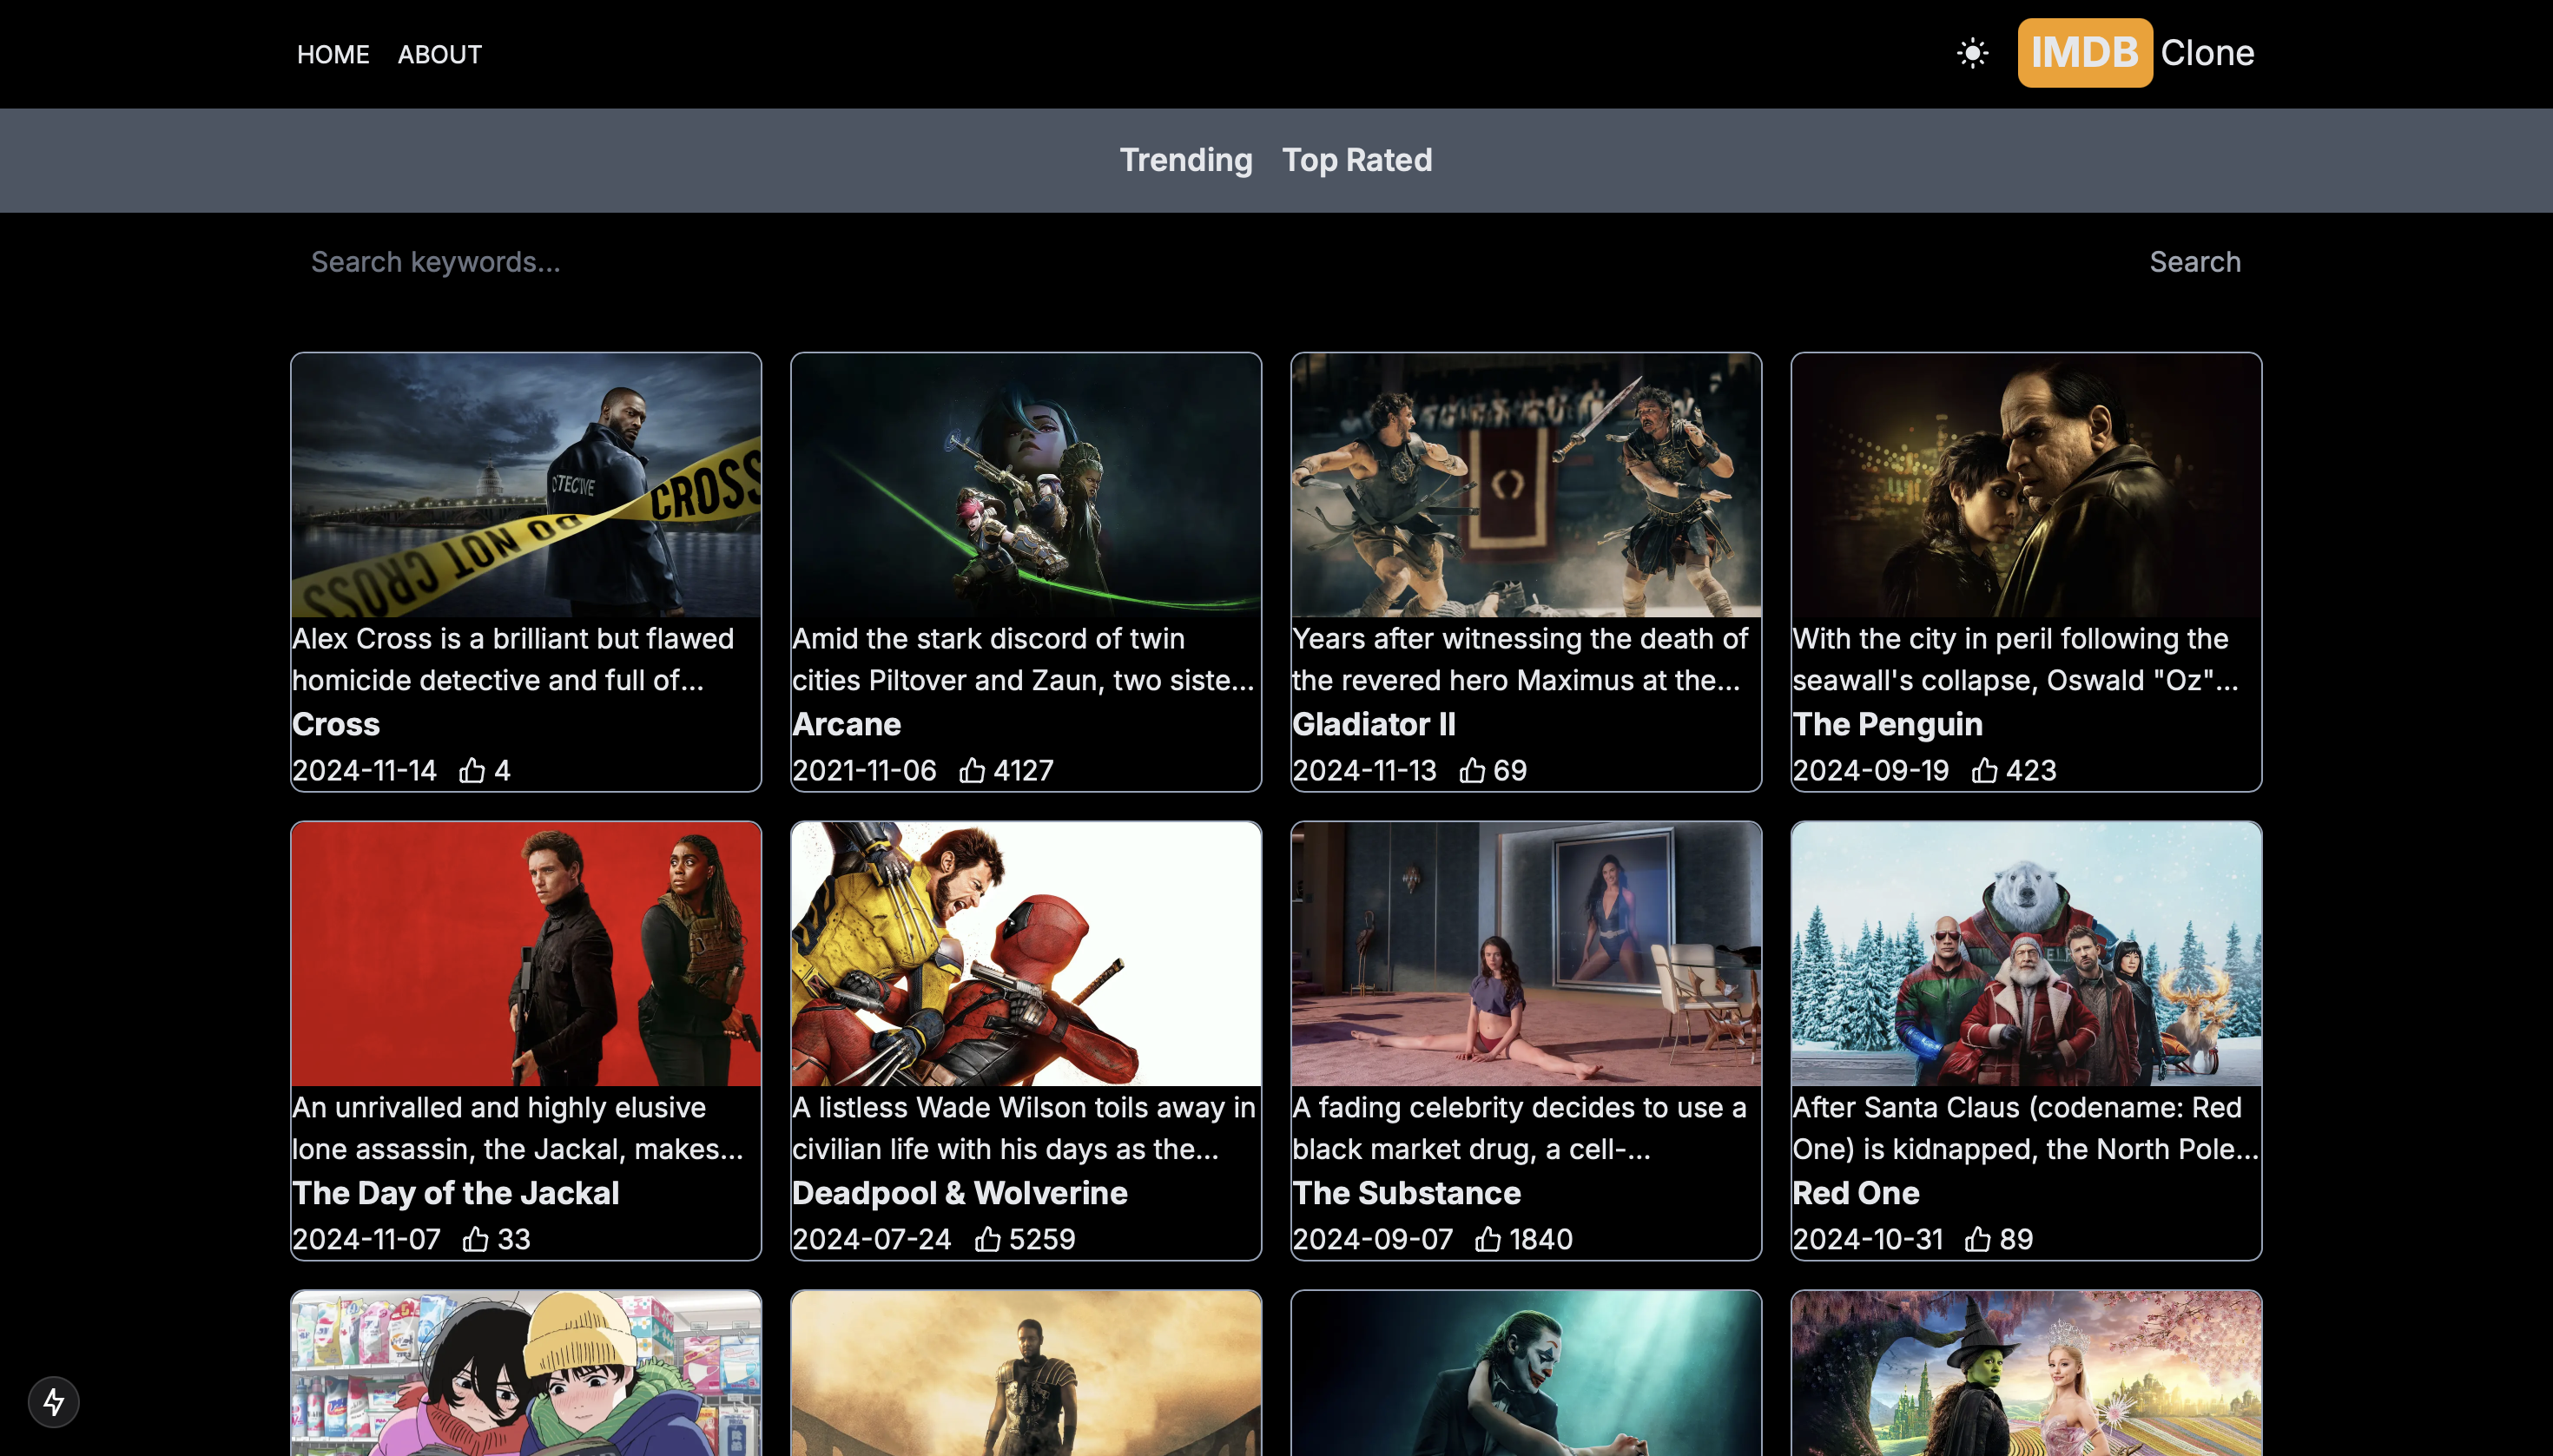 HOME ABOUT IMDB Clone
Trending Top Rated
Search keywords... Search
DO NOT CROSS CROSS
DTECTIVE
Alex Cross is a brilliant but flawed
homicide detective and full of...
Cross
2024-11-14 4
Amid the stark discord of twin
cities Piltover and Zaun, two siste...
Arcane
2021-11-06 4127
Years after witnessing the death of
the revered hero Maximus at the...
Gladiator II
2024-11-13 69
With the city in peril following the
seawall's collapse, Oswald "Oz"...
The Penguin
2024-09-19 423
An unrivalled and highly elusive
lone assassin, the Jackal, makes...
The Day of the Jackal
2024-11-07 33
A listless Wade Wilson toils away in
civilian life with his days as the...
Deadpool & Wolverine
2024-07-24 5259
A fading celebrity decides to use a
black market drug, a cell-...
The Substance
2024-09-07 1840
After Santa Claus (codename: Red
One) is kidnapped, the North Pole...
Red One
2024-10-31 89